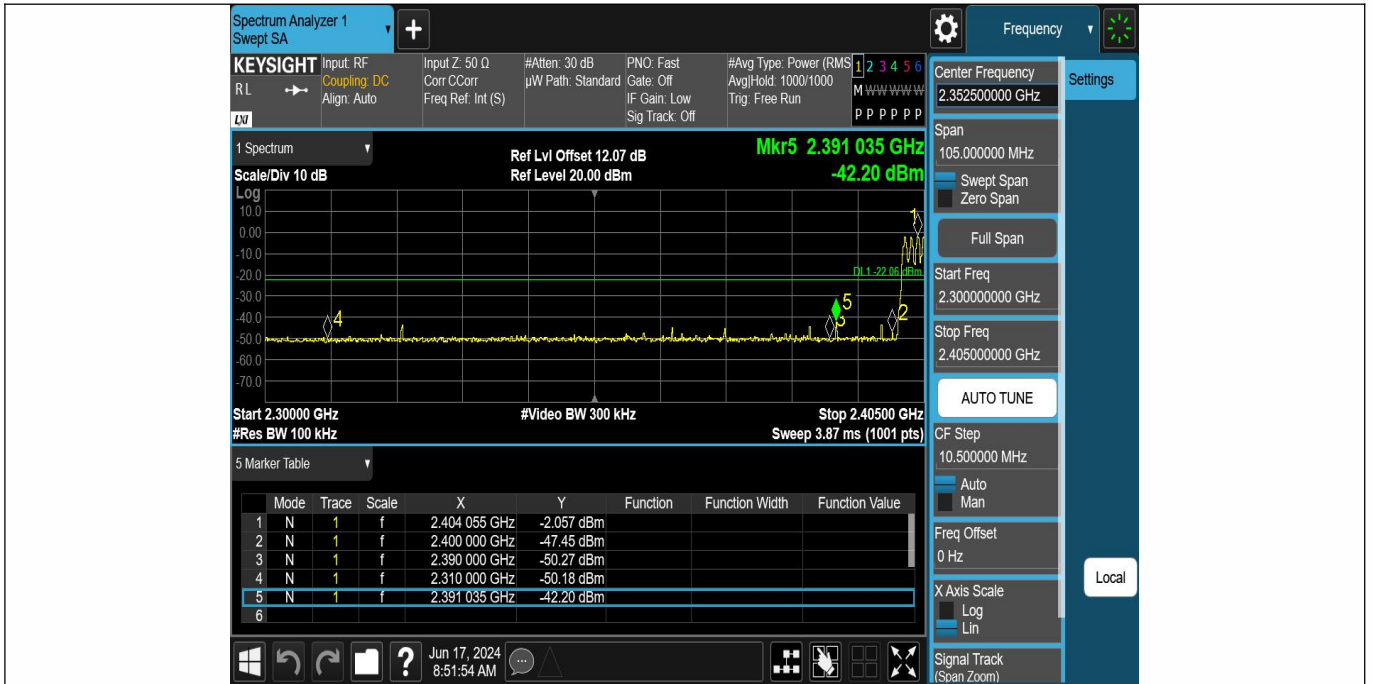 Spectrum Analyzer 1
Swept SA
+
Frequency
KEYSIGHT
RL
LXI
Input: RF
Coupling: DC
Align: Auto
Input Z: 50 Ω
Corr CCorr
Freq Ref: Int (S)
#Atten: 30 dB
µW Path: Standard
PNO: Fast
Gate: Off
IF Gain: Low
Sig Track: Off
#Avg Type: Power (RMS
Avg|Hold: 1000/1000
Trig: Free Run
1 2 3 4 5 6
M W W W W W
P P P P P P
1 Spectrum
Scale/Div 10 dB
Ref Lvl Offset 12.07 dB
Ref Level 20.00 dBm
Mkr5 2.391 035 GHz
-42.20 dBm
Log
10.0
0.00
-10.0
-20.0
-30.0
-40.0
-50.0
-60.0
-70.0
1
DL1 -22.06 dBm
5
4
3
2
Start 2.30000 GHz
#Video BW 300 kHz
Stop 2.40500 GHz
#Res BW 100 kHz
Sweep 3.87 ms (1001 pts)
5 Marker Table
Mode Trace Scale X Y Function Function Width Function Value
1 N 1 f 2.404 055 GHz -2.057 dBm
2 N 1 f 2.400 000 GHz -47.45 dBm
3 N 1 f 2.390 000 GHz -50.27 dBm
4 N 1 f 2.310 000 GHz -50.18 dBm
5 N 1 f 2.391 035 GHz -42.20 dBm
6
Center Frequency
2.352500000 GHz
Settings
Span
105.000000 MHz
Swept Span
Zero Span
Full Span
Start Freq
2.300000000 GHz
Stop Freq
2.405000000 GHz
AUTO TUNE
CF Step
10.500000 MHz
Auto
Man
Freq Offset
0 Hz
Local
X Axis Scale
Log
Lin
Signal Track
(Span Zoom)
?
Jun 17, 2024
8:51:54 AM